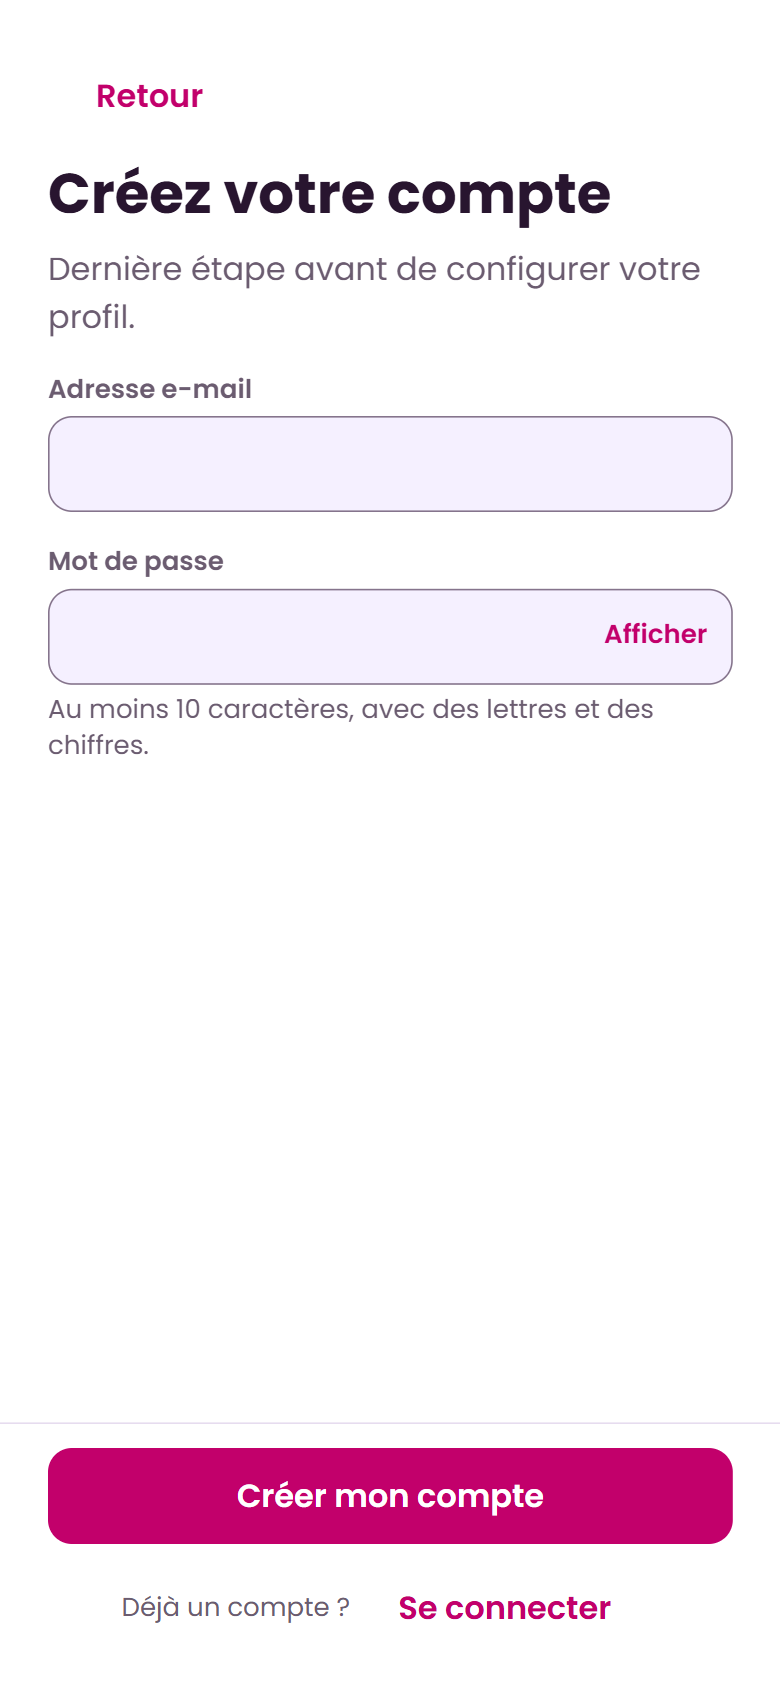 Retour
Créez votre compte
Dernière étape avant de configurer votre
profil.
Adresse e-mail
Mot de passe
Afficher
Au moins 10 caractères, avec des lettres et des
chiffres.
Créer mon compte
Déjà un compte ? Se connecter